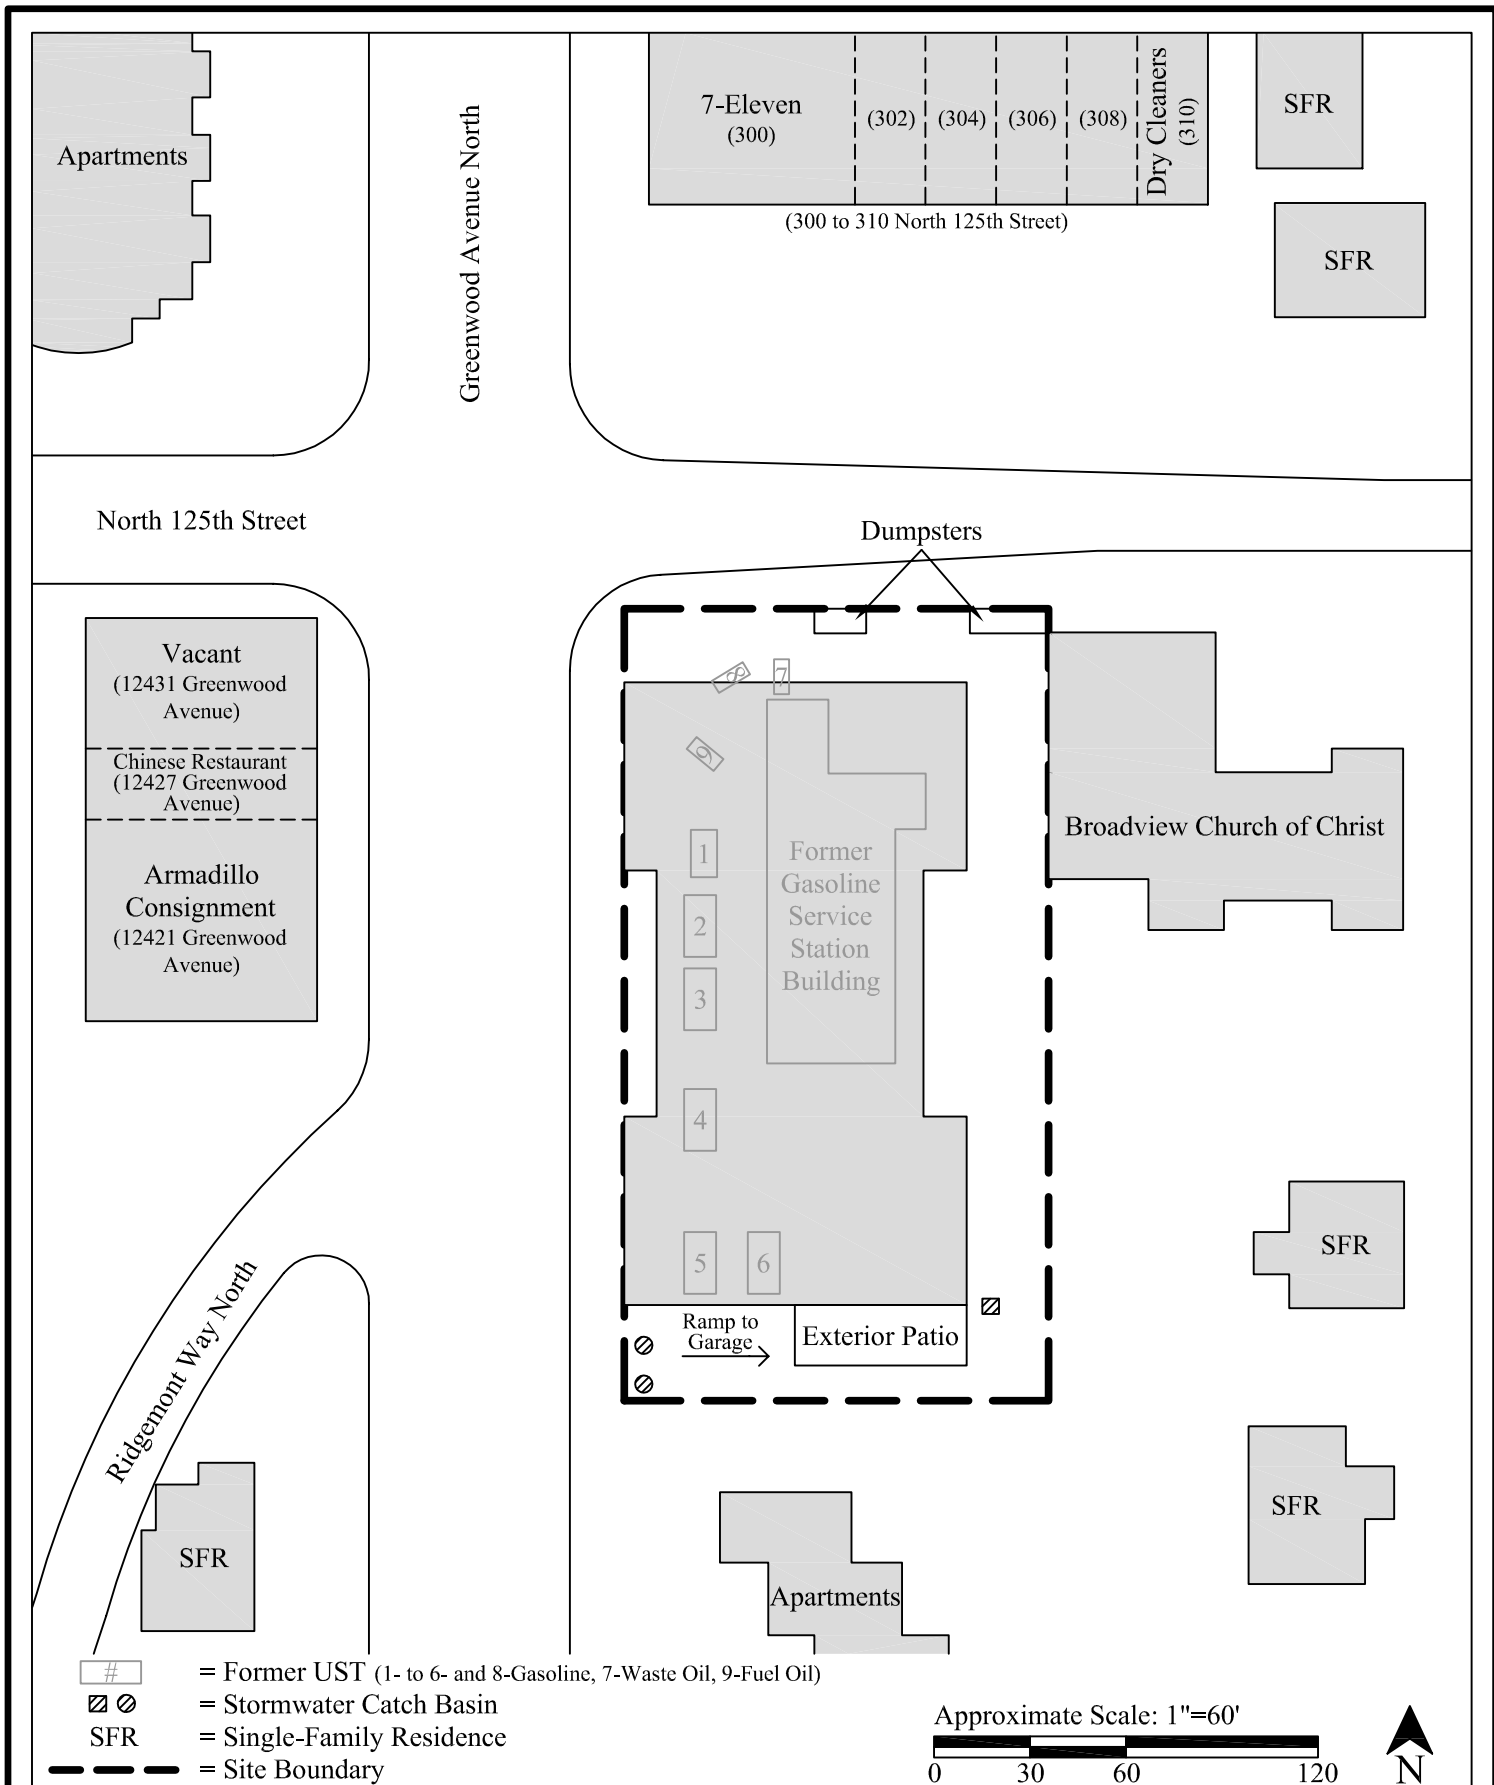 Apartments
Greenwood Avenue North
7-Eleven
(300)
(302)
(304)
(306)
(308)
Dry Cleaners
(310)
SFR
(300 to 310 North 125th Street)
SFR
North 125th Street
Dumpsters
Vacant
(12431 Greenwood
Avenue)
Chinese Restaurant
(12427 Greenwood
Avenue)
Armadillo
Consignment
(12421 Greenwood
Avenue)
8
7
9
1
2
3
4
5
6
Former
Gasoline
Service
Station
Building
Broadview Church of Christ
SFR
Ramp to
Garage
Exterior Patio
Ridgemont Way North
SFR
SFR
Apartments
# = Former UST (1- to 6- and 8-Gasoline, 7-Waste Oil, 9-Fuel Oil)
= Stormwater Catch Basin
SFR = Single-Family Residence
= Site Boundary
Approximate Scale: 1"=60'
0 30 60 120
N